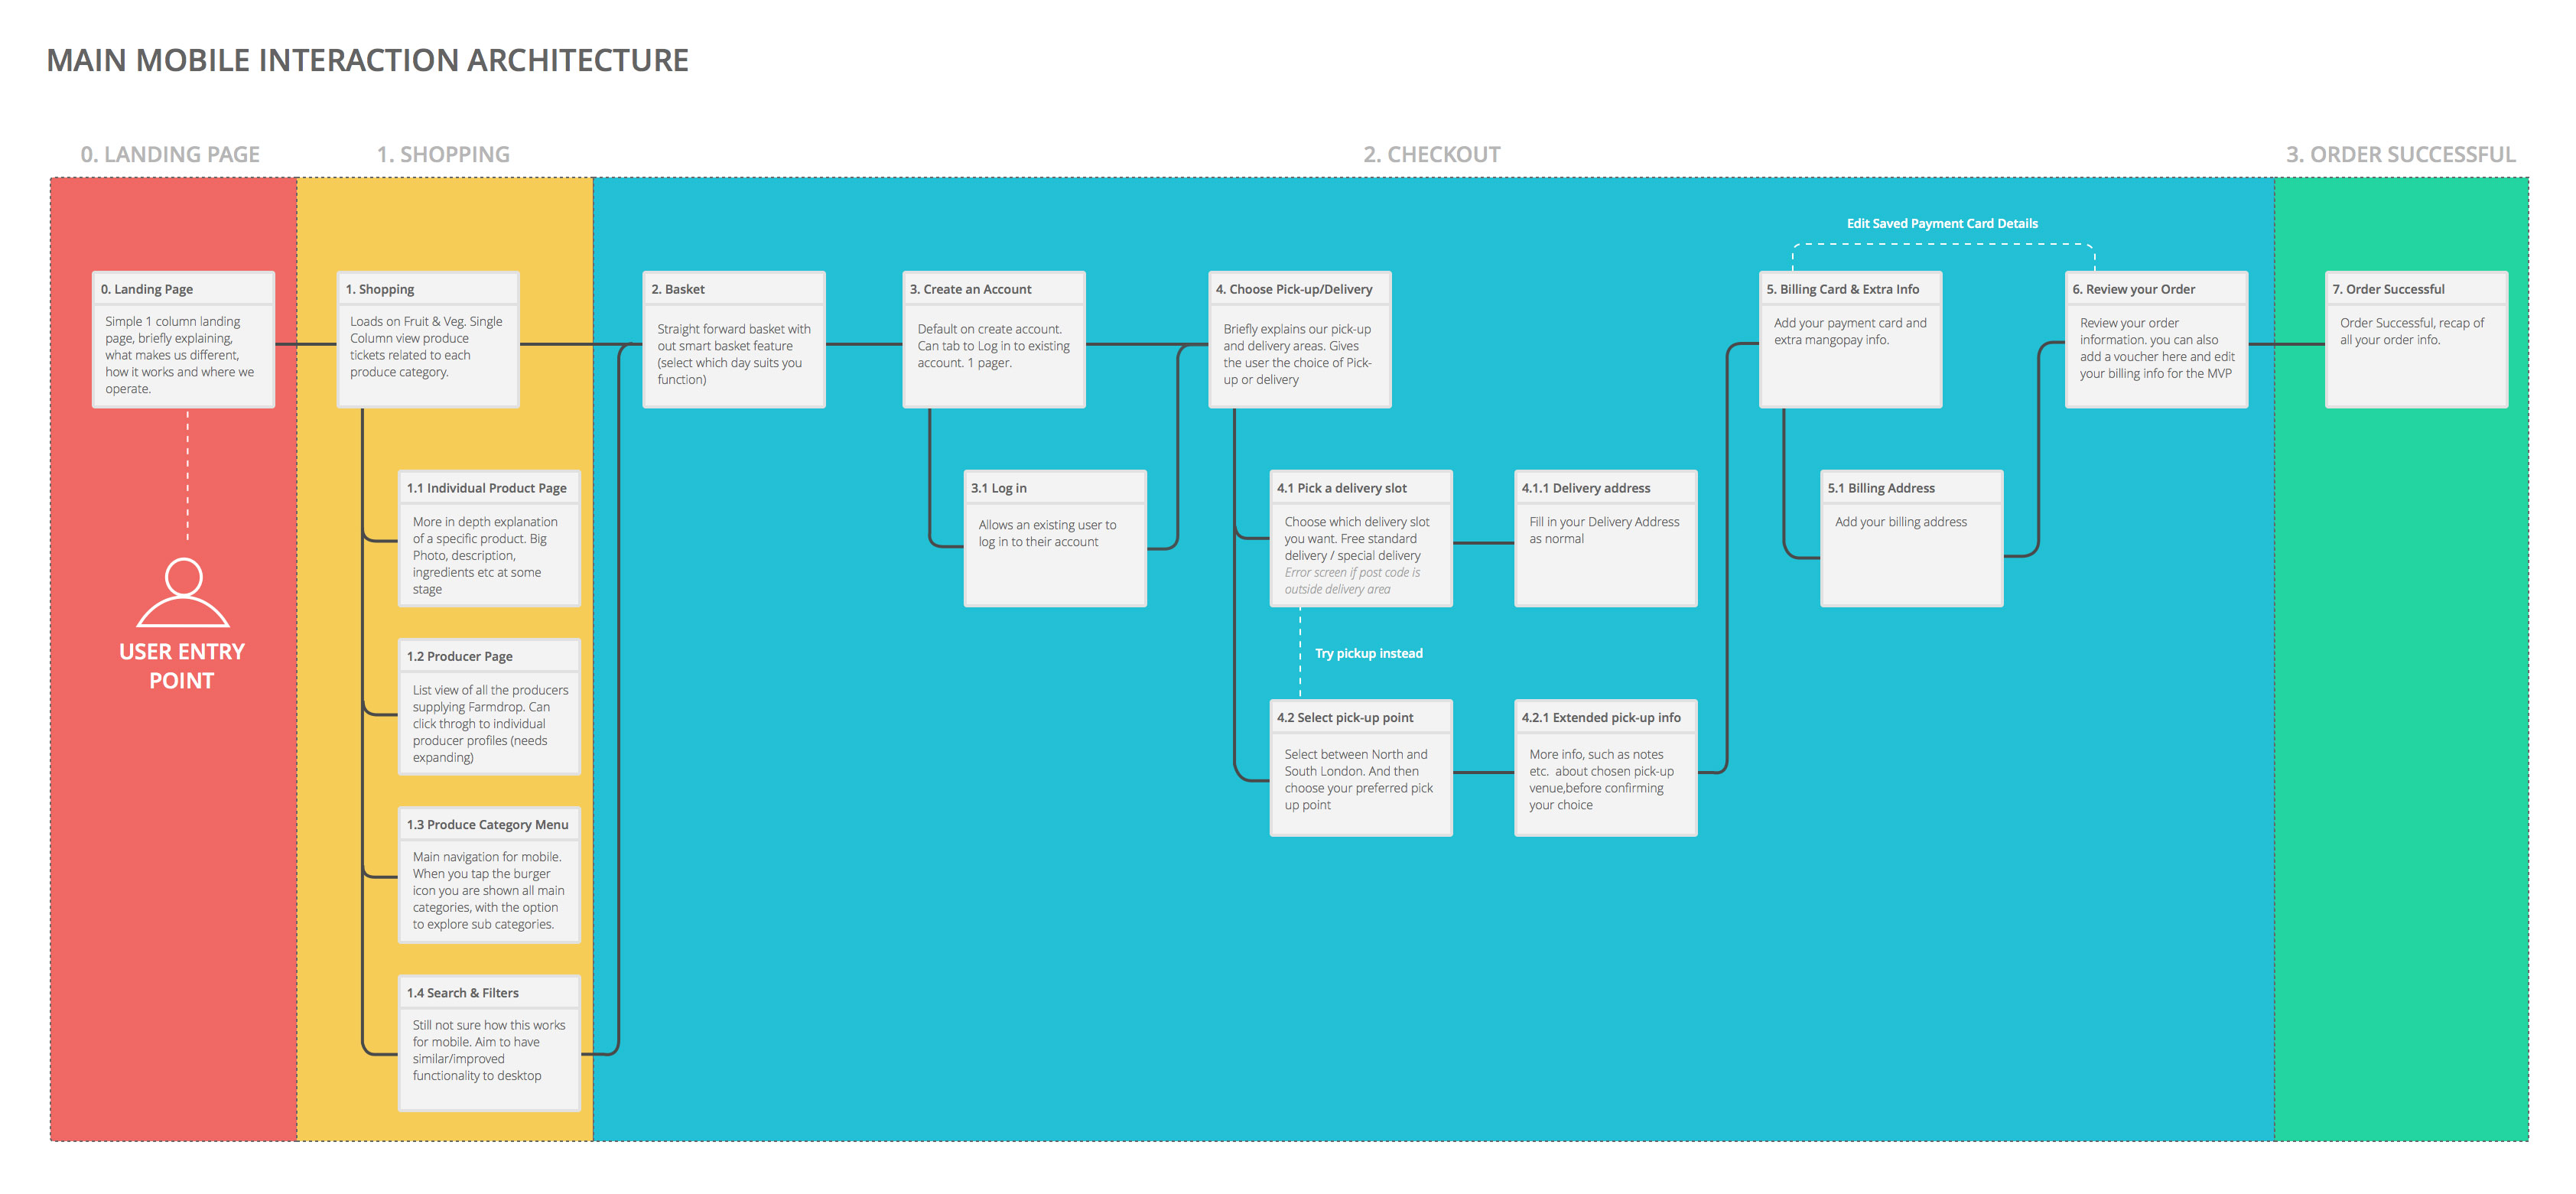 MAIN MOBILE INTERACTION ARCHITECTURE
0. LANDING PAGE
1. SHOPPING
2. CHECKOUT
3. ORDER SUCCESSFUL
0. Landing Page
Simple 1 column landing
page, briefly explaining,
what makes us different,
how it works and where we
operate.
USER ENTRY
POINT
1. Shopping
Loads on Fruit & Veg. Single
Column view produce
tickets related to each
produce category.
1.1 Individual Product Page
More in depth explanation
of a specific product. Big
Photo, description,
ingredients etc at some
stage
1.2 Producer Page
List view of all the producers
supplying Farmdrop. Can
click throgh to individual
producer profiles (needs
expanding)
1.3 Produce Category Menu
Main navigation for mobile.
When you tap the burger
icon you are shown all main
categories, with the option
to explore sub categories.
1.4 Search & Filters
Still not sure how this works
for mobile. Aim to have
similar/improved
functionality to desktop
2. Basket
Straight forward basket with
out smart basket feature
(select which day suits you
function)
3. Create an Account
Default on create account.
Can tab to Log in to existing
account. 1 pager.
3.1 Log in
Allows an existing user to
log in to their account
4. Choose Pick-up/Delivery
Briefly explains our pick-up
and delivery areas. Gives
the user the choice of Pick-
up or delivery
4.1 Pick a delivery slot
Choose which delivery slot
you want. Free standard
delivery / special delivery
Error screen if post code is
outside delivery area
4.1.1 Delivery address
Fill in your Delivery Address
as normal
Try pickup instead
4.2 Select pick-up point
Select between North and
South London. And then
choose your preferred pick
up point
4.2.1 Extended pick-up info
More info, such as notes
etc. about chosen pick-up
venue,before confirming
your choice
Edit Saved Payment Card Details
5. Billing Card & Extra Info
Add your payment card and
extra mangopay info.
5.1 Billing Address
Add your billing address
6. Review your Order
Review your order
information. you can also
add a voucher here and edit
your billing info for the MVP
7. Order Successful
Order Successful, recap of
all your order info.